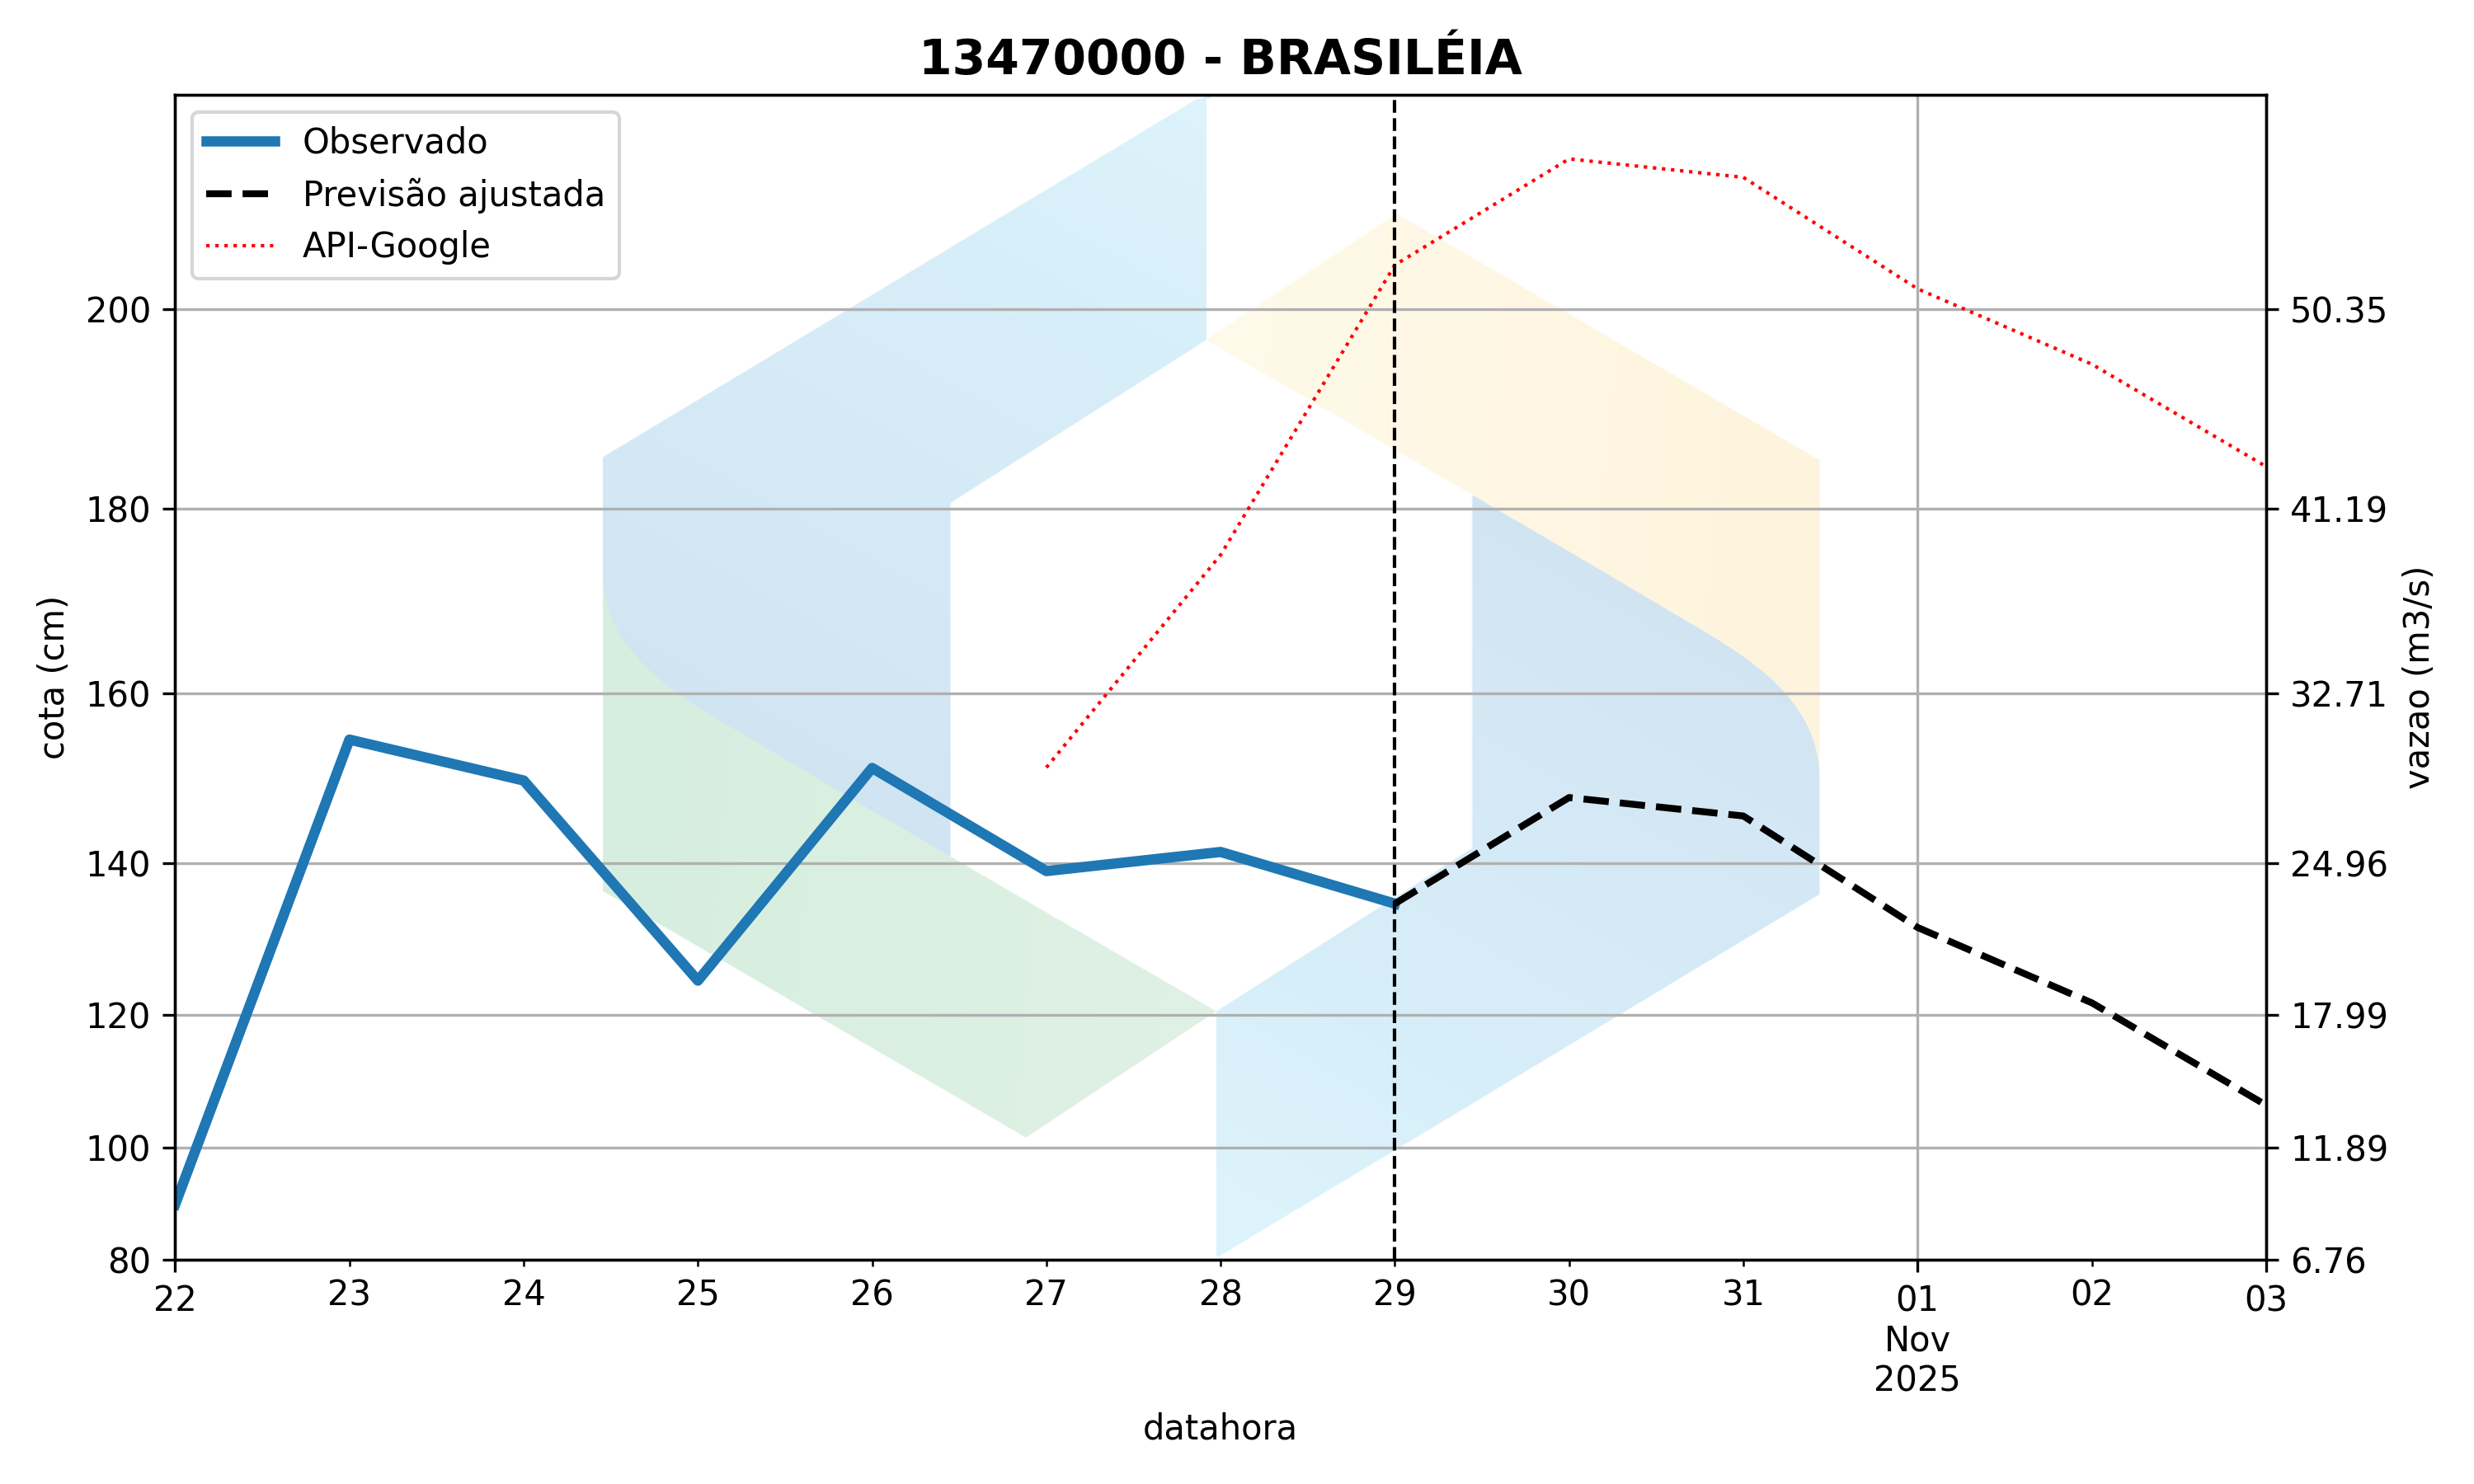 13470000 - BRASILÉIA
Observado
Previsão ajustada
API-Google
200
180
160
140
120
100
80
cota (cm)
50.35
41.19
32.71
24.96
17.99
11.89
6.76
vazao (m3/s)
22 23 24 25 26 27 28 29 30 31 01 02 03
Nov
2025
datahora